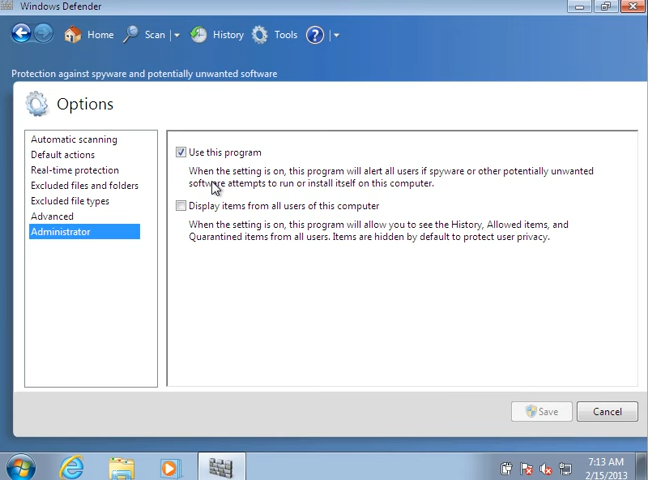 Windows Defender
Home
Scan
History
Tools
?
Protection against spyware and potentially unwanted software
Options
Automatic scanning
Default actions
Real-time protection
Excluded files and folders
Excluded file types
Advanced
Administrator
Use this program
When the setting is on, this program will alert all users if spyware or other potentially unwanted
software attempts to run or install itself on this computer.
Display items from all users of this computer
When the setting is on, this program will allow you to see the History, Allowed items, and
Quarantined items from all users. Items are hidden by default to protect user privacy.
Save
Cancel
7:13 AM
2/15/2013